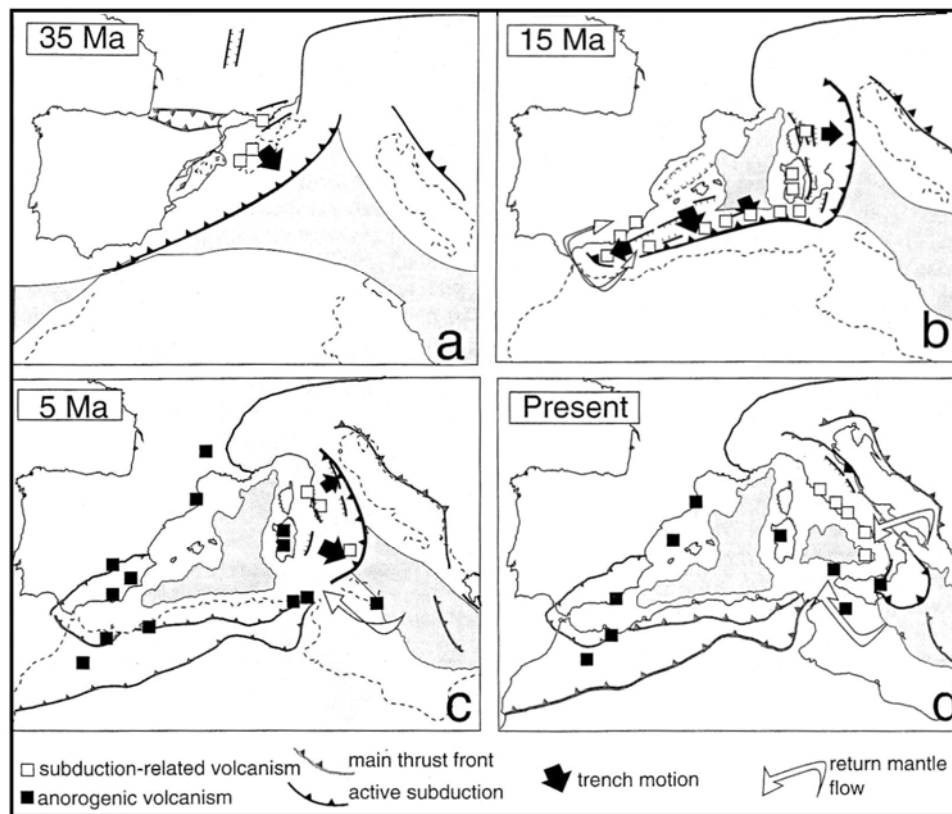 35 Ma
a
15 Ma
b
5 Ma
c
Present
d
subduction-related volcanism
anorogenic volcanism
main thrust front
active subduction
trench motion
return mantle
flow